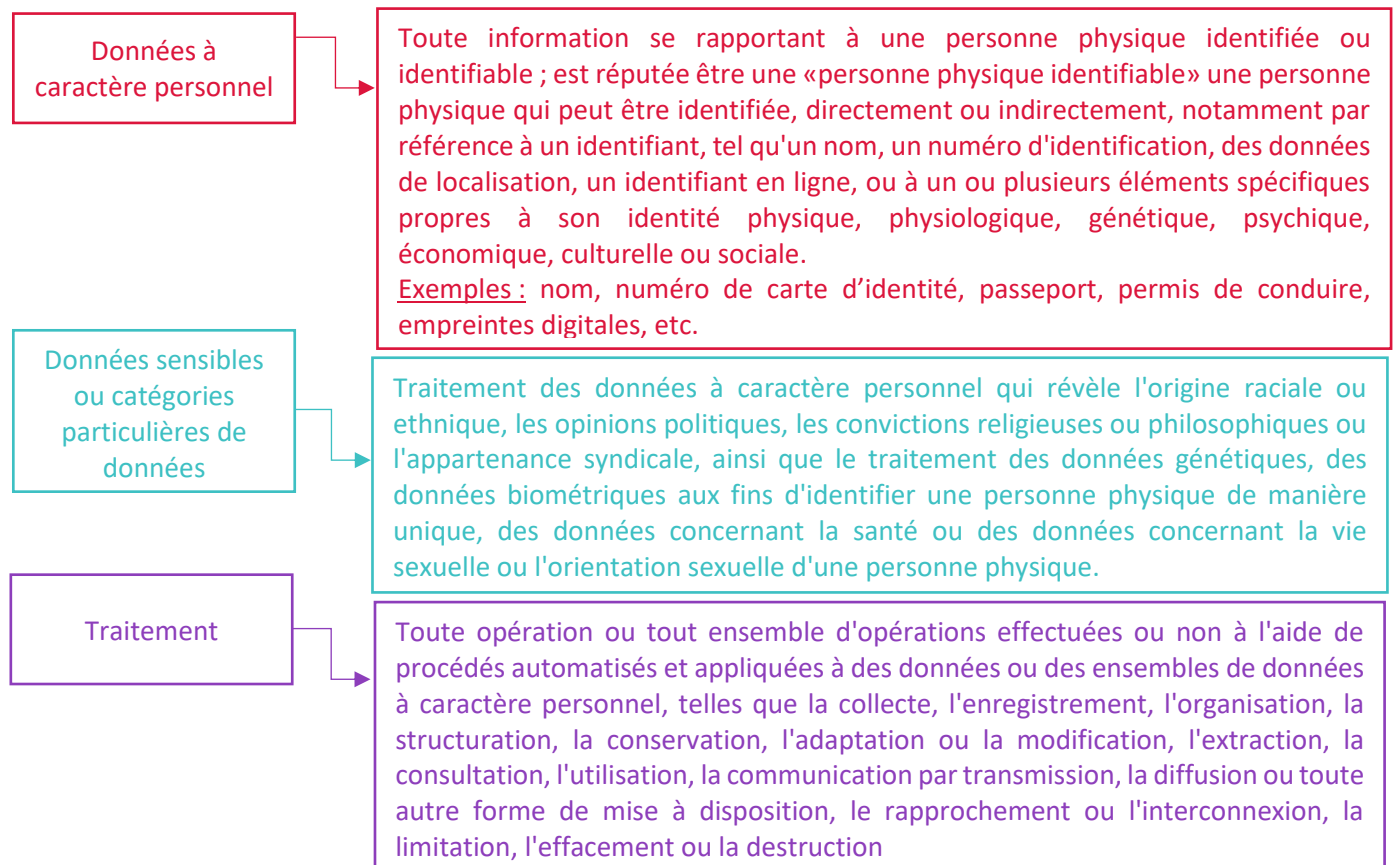 Données à
caractère personnel
Toute information se rapportant à une personne physique identifiée ou
identifiable ; est réputée être une «personne physique identifiable» une personne
physique qui peut être identifiée, directement ou indirectement, notamment par
référence à un identifiant, tel qu'un nom, un numéro d'identification, des données
de localisation, un identifiant en ligne, ou à un ou plusieurs éléments spécifiques
propres à son identité physique, physiologique, génétique, psychique,
économique, culturelle ou sociale.
Exemples : nom, numéro de carte d’identité, passeport, permis de conduire,
empreintes digitales, etc.
Données sensibles
ou catégories
particulières de
données
Traitement des données à caractère personnel qui révèle l'origine raciale ou
ethnique, les opinions politiques, les convictions religieuses ou philosophiques ou
l'appartenance syndicale, ainsi que le traitement des données génétiques, des
données biométriques aux fins d'identifier une personne physique de manière
unique, des données concernant la santé ou des données concernant la vie
sexuelle ou l'orientation sexuelle d'une personne physique.
Traitement
Toute opération ou tout ensemble d'opérations effectuées ou non à l'aide de
procédés automatisés et appliquées à des données ou des ensembles de données
à caractère personnel, telles que la collecte, l'enregistrement, l'organisation, la
structuration, la conservation, l'adaptation ou la modification, l'extraction, la
consultation, l'utilisation, la communication par transmission, la diffusion ou toute
autre forme de mise à disposition, le rapprochement ou l'interconnexion, la
limitation, l'effacement ou la destruction